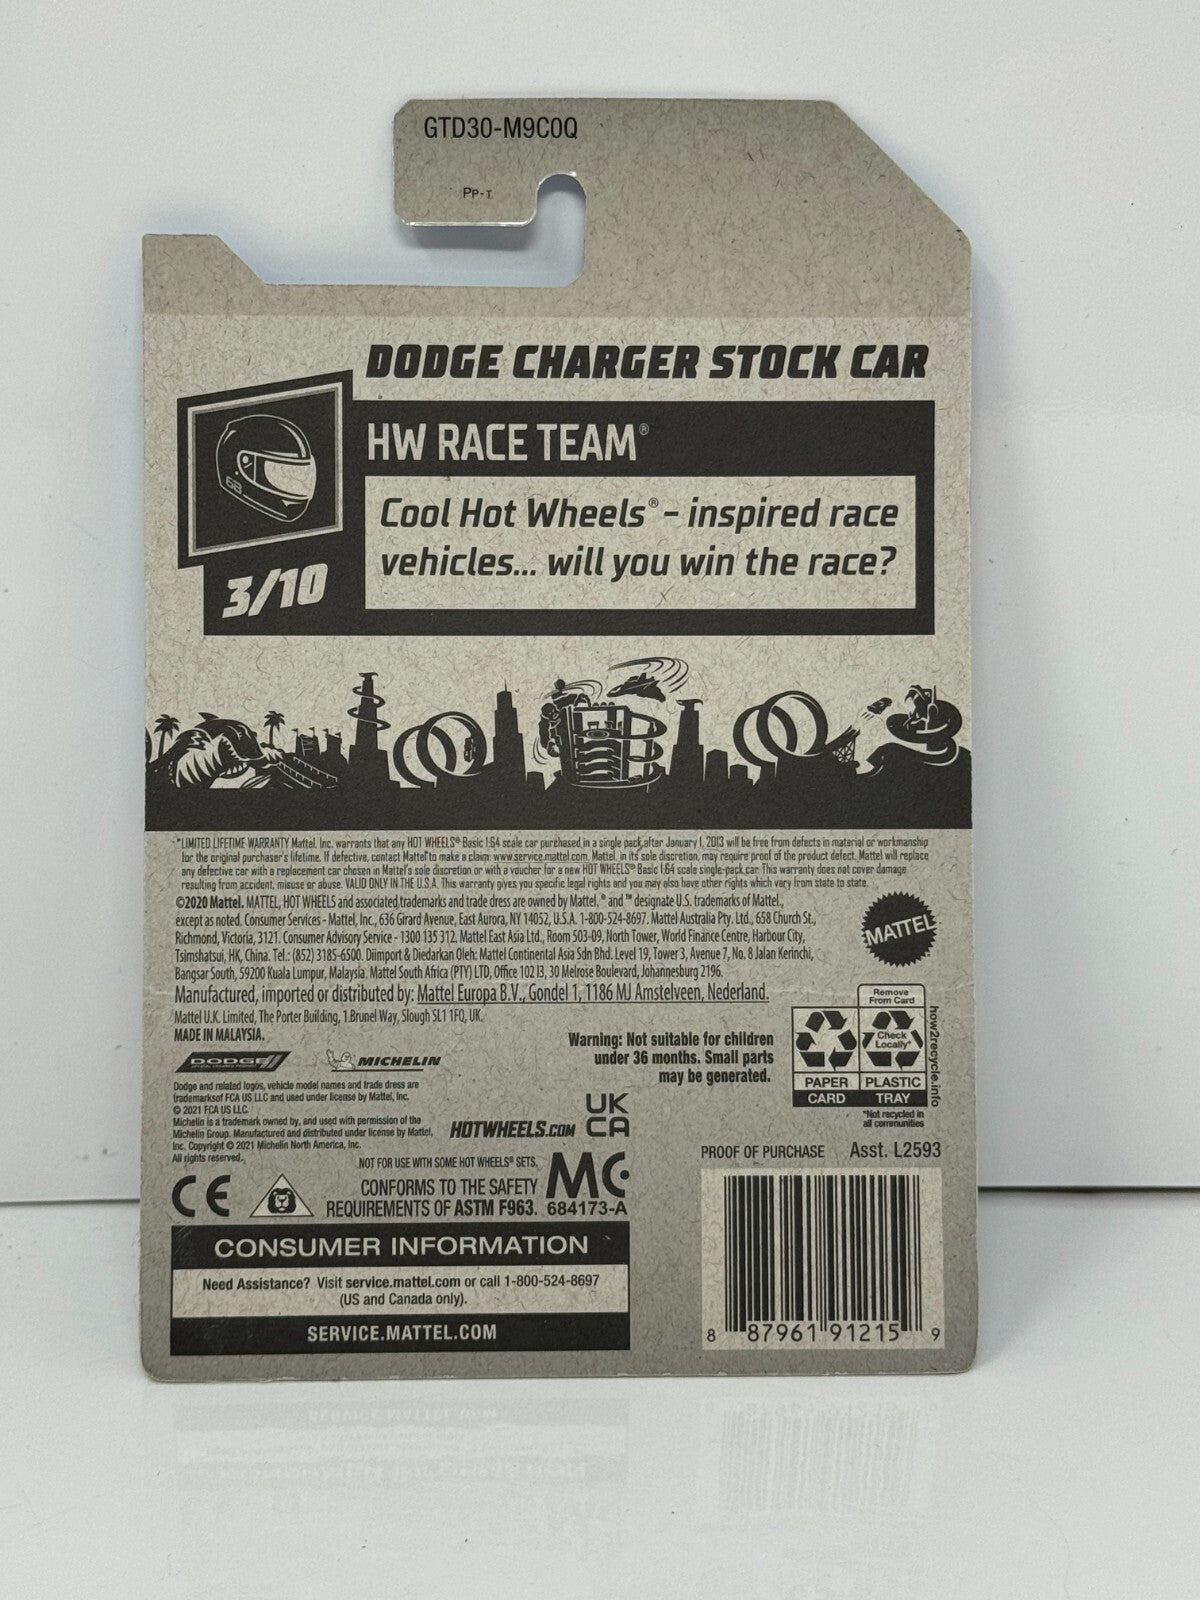 GTD30-M9C0Q
PP-T
DODGE CHARGER STOCK CAR
HW RACE TEAM®
68
3/10
Cool Hot Wheels® - inspired race
vehicles... will you win the race?
*LIMITED LIFETIME WARRANTY Mattel, Inc. warrants that any HOT WHEELS® Basic 1:64 scale car purchased in a single pack after January 1, 2013 will be free from defects in material or workmanship
for the original purchaser's lifetime. If defective, contact Mattel to make a claim: www.service.mattel.com. Mattel, in its sole discretion, may require proof of the product defect. Mattel will replace
any defective car with a replacement car chosen in Mattel's sole discretion or with a voucher for a new HOT WHEELS® Basic 1:64 scale single-pack car. This warranty does not cover damage
resulting from accident, misuse or abuse. VALID ONLY IN THE U.S.A. This warranty gives you specific legal rights and you may also have other rights which vary from state to state.
©2020 Mattel. MATTEL, HOT WHEELS and associated trademarks and trade dress are owned by Mattel. ® and ™ designate U.S. trademarks of Mattel,
except as noted. Consumer Services - Mattel, Inc., 636 Girard Avenue, East Aurora, NY 14052, U.S.A. 1-800-524-8697. Mattel Australia Pty. Ltd., 658 Church St.,
Richmond, Victoria, 3121. Consumer Advisory Service - 1300 135 312. Mattel East Asia Ltd., Room 503-09, North Tower, World Finance Centre, Harbour City,
Tsimshatsui, HK, China. Tel.: (852) 3185-6500. Diimport & Diedarkan Oleh: Mattel Continental Asia Sdn Bhd. Level 19, Tower 3, Avenue 7, No. 8 Jalan Kerinchi,
Bangsar South, 59200 Kuala Lumpur, Malaysia. Mattel South Africa (PTY) LTD, Office 102 I3, 30 Melrose Boulevard, Johannesburg 2196.
Manufactured, imported or distributed by: Mattel Europa B.V., Gondel 1, 1186 MJ Amstelveen, Nederland.
Mattel U.K. Limited, The Porter Building, 1 Brunel Way, Slough SL1 1FQ, UK.
MADE IN MALAYSIA.
MATTEL
DODGE
MICHELIN
Dodge and related logos, vehicle model names and trade dress are
trademarks of FCA US LLC and used under license by Mattel, Inc.
© 2021 FCA US LLC.
Michelin is a trademark owned by, and used with permission of the
Michelin Group. Manufactured and distributed under license by Mattel,
Inc. Copyright © 2021 Michelin North America, Inc.
All rights reserved.
HOTWHEELS.COM
Warning: Not suitable for children
under 36 months. Small parts
may be generated.
UK
CA
Remove
From Card
Check
Locally*
PAPER
CARD
PLASTIC
TRAY
how2recycle.info
*Not recycled in
all communities
NOT FOR USE WITH SOME HOT WHEELS® SETS.
CE
CONFORMS TO THE SAFETY
REQUIREMENTS OF ASTM F963.
MC
684173-A
PROOF OF PURCHASE Asst. L2593
CONSUMER INFORMATION
Need Assistance? Visit service.mattel.com or call 1-800-524-8697
(US and Canada only).
SERVICE.MATTEL.COM
8 87961 91215 9